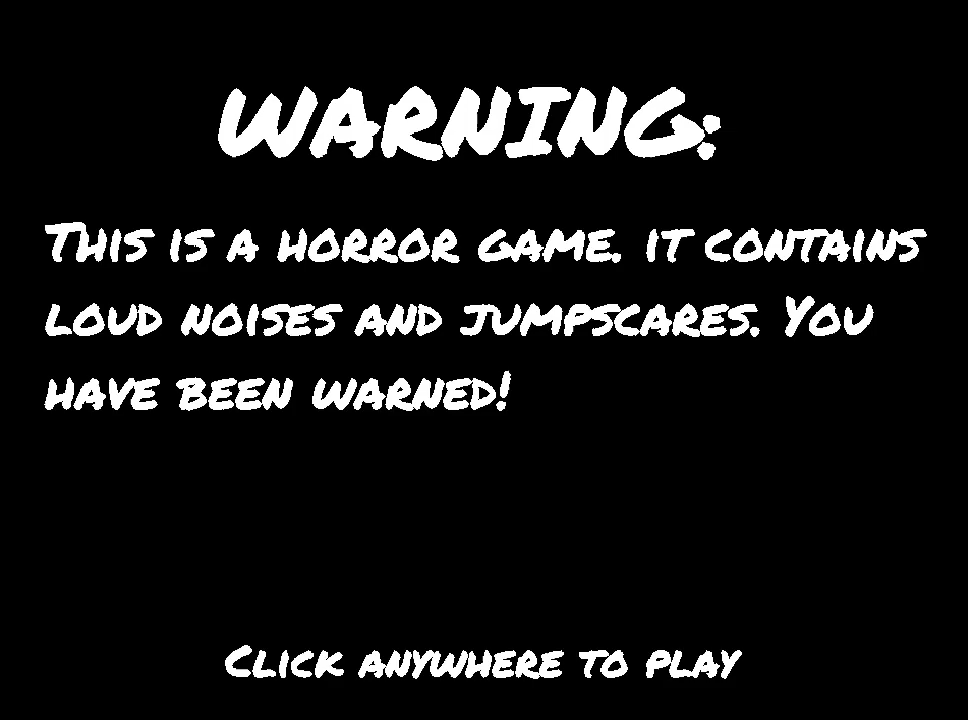 WARNING:
This is a horror game. it contains
loud noises and jumpscares. You
have been warned!
Click anywhere to play